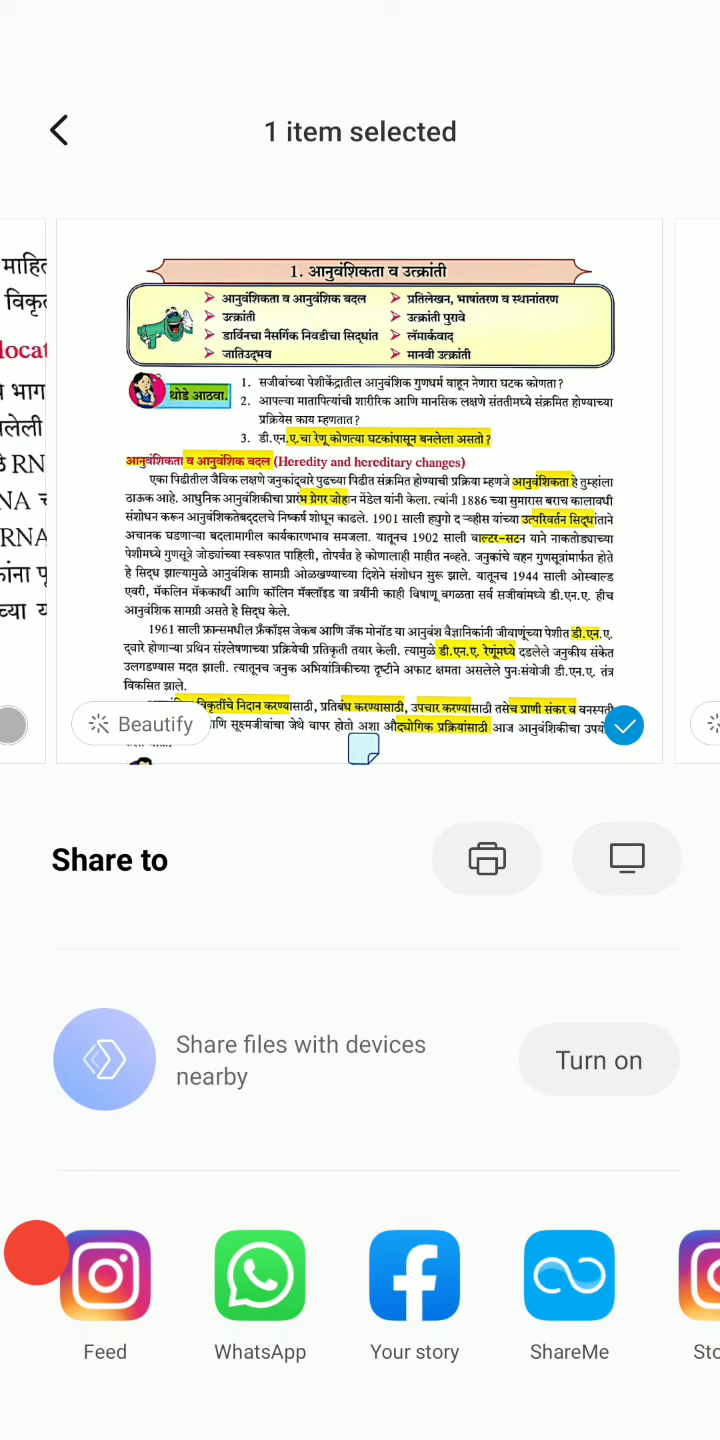 1 item selected
माहित
विकृत
locat
भाग
लेली
RN
NA
RNA
च्या
1. आनुवंशिकता व उत्क्रांती
आनुवंशिकता व आनुवंशिक बदल
प्रतिलेखन, भाषांतरण व स्थानांतरण
उत्क्रांती
उत्क्रांती पुरावे
डार्विनचा नैसर्गिक निवडीचा सिद्धांत
लॅमार्कवाद
जातिउद्भव
मानवी उत्क्रांती
थोडे आठवा.
1. सजीवांच्या पेशीकेंद्रातील आनुवंशिक गुणधर्म वाहून नेणारा घटक कोणता?
2. आपल्या मातापित्यांची शारीरिक आणि मानसिक लक्षणे संततीमध्ये संक्रमित होण्याच्या
प्रक्रियेस काय म्हणतात?
3. डी.एन.ए.चा रेणू कोणत्या घटकांपासून बनलेला असतो?
आनुवंशिकता व आनुवंशिक बदल (Heredity and hereditary changes)
एका पिढीतील जैविक लक्षणे जनुकांद्वारे पुढच्या पिढीत संक्रमित होण्याची प्रक्रिया म्हणजे आनुवंशिकता हे तुम्हांला
ठाऊक आहे. आधुनिक आनुवंशिकीचा प्रारंभ ग्रेगर जोहान मेंडेल यांनी केला. त्यांनी 1886 च्या सुमारास बराच कालावधी
संशोधन करून आनुवंशिकतेबद्दलचे निष्कर्ष शोधून काढले. 1901 साली ह्युगो द व्हीस यांच्या उत्परिवर्तन सिद्धांताने
अचानक घडणाऱ्या बदलामागील कार्यकारणभाव समजला. यातूनच 1902 साली वाल्टर-सटन याने नाकतोड्याच्या
पेशीमध्ये गुणसूत्रे जोड्यांच्या स्वरूपात पाहिली, तोपर्यंत हे कोणालाही माहीत नव्हते. जनुकांचे वहन गुणसूत्रांमार्फत होते
हे सिद्ध झाल्यामुळे आनुवंशिक सामग्री ओळखण्याच्या दिशेने संशोधन सुरू झाले. यातूनच 1944 साली ओस्वाल्ड
एवरी, मॅकलिन मॅककार्थी आणि कॉलिन मॅक्लॉइड या त्रयींनी काही विषाणू वगळता सर्व सजीवांमध्ये डी.एन.ए. हीच
आनुवंशिक सामग्री असते हे सिद्ध केले.
1961 साली फ्रान्समधील फ्रँकॉइस जेकब आणि जॅक मोनॉड या आनुवंश वैज्ञानिकांनी जीवाणूंच्या पेशीत डी.एन.ए.
द्वारे होणाऱ्या प्रथिन संश्लेषणाच्या प्रक्रियेची प्रतिकृती तयार केली. त्यामुळे डी.एन.ए. रेणूंमध्ये दडलेले जनुकीय संकेत
उलगडण्यास मदत झाली. त्यातूनच जनुक अभियांत्रिकीच्या दृष्टीने अफाट क्षमता असलेले पुनःसंयोजी डी.एन.ए. तंत्र
विकसित झाले.
विकृतींचे निदान करण्यासाठी, प्रतिबंध करण्यासाठी, उपचार करण्यासाठी तसेच प्राणी संकर व वनस्पती
आणि सूक्ष्मजीवांचा जेथे वापर होतो अशा औद्योगिक प्रक्रियांसाठी आज आनुवंशिकीचा
Beautify
Share to
Share files with devices
nearby
Turn on
Feed
WhatsApp
Your story
ShareMe
Sto